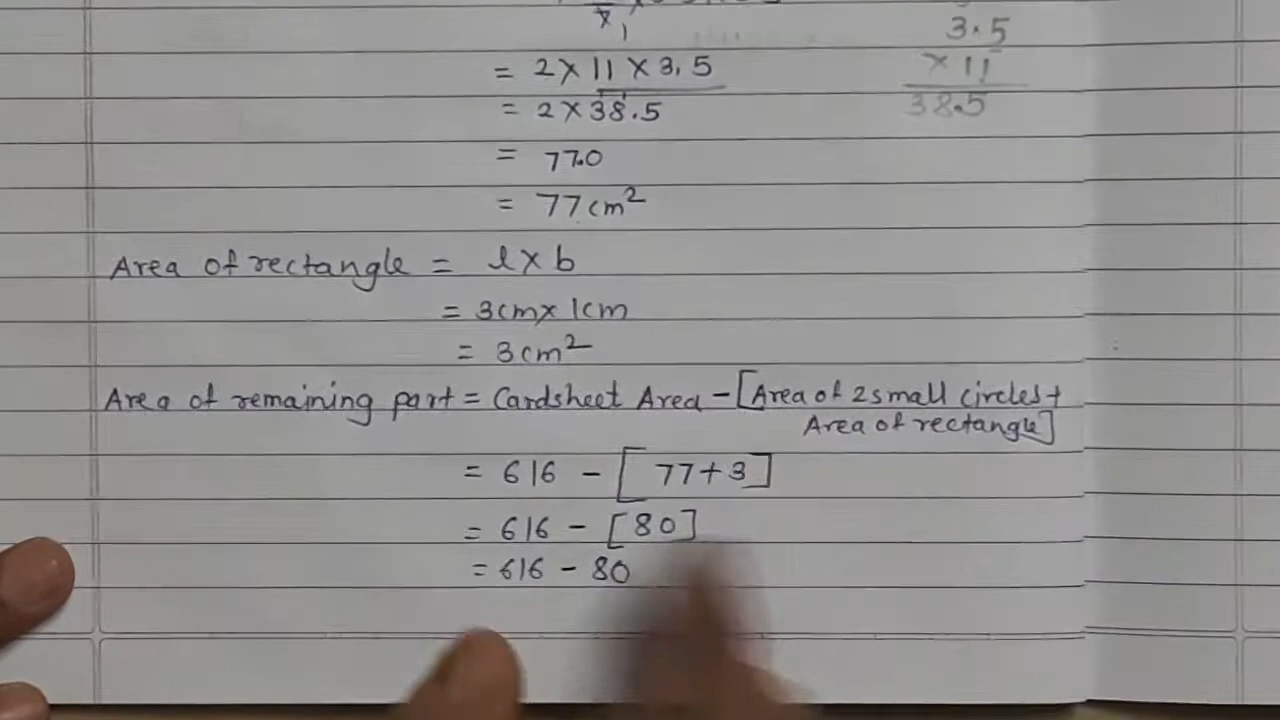 = 2 × 11 × 3.5
= 2 × 38.5
= 77.0
= 77 cm²
3.5
× 11
38.5
Area of rectangle = l × b
= 3cm × 1cm
= 3cm²
Area of remaining part = Cardsheet Area - [Area of 2 small circles +
Area of rectangle]
= 616 - [77 + 3]
= 616 - [80]
= 616 - 80